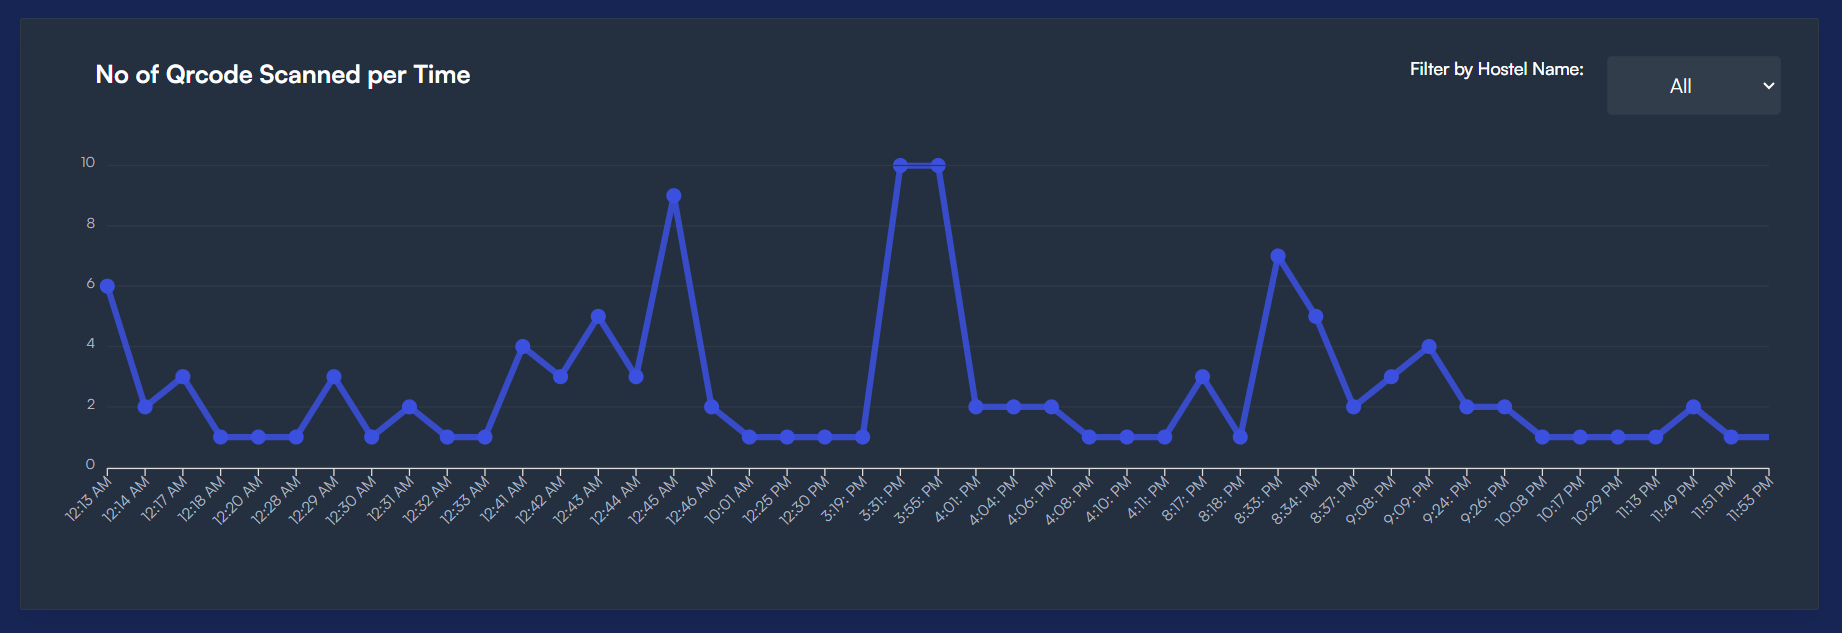 No of Qrcode Scanned per Time
Filter by Hostel Name:
All
10
8
6
4
2
0
12:13 AM
12:14 AM
12:17 AM
12:18 AM
12:20 AM
12:28 AM
12:29 AM
12:30 AM
12:31 AM
12:32 AM
12:33 AM
12:41 AM
12:42 AM
12:43 AM
12:44 AM
12:45 AM
12:46 AM
10:01 AM
12:25 PM
12:30 PM
3:19: PM
3:31: PM
3:55: PM
4:01: PM
4:04: PM
4:06: PM
4:08: PM
4:10: PM
4:11: PM
8:17: PM
8:18: PM
8:33: PM
8:34: PM
8:37: PM
9:08: PM
9:09: PM
9:24: PM
9:26: PM
10:08 PM
10:17 PM
10:29 PM
11:13 PM
11:49 PM
11:51 PM
11:53 PM